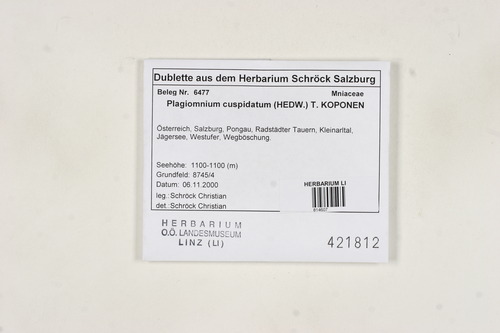 Dublette aus dem Herbarium Schröck Salzburg
Beleg Nr. 6477 Mniaceae
Plagiomnium cuspidatum (HEDW.) T. KOPONEN
Österreich, Salzburg, Pongau, Radstädter Tauern, Kleinarltal,
Jägersee, Westufer, Wegböschung.
Seehöhe: 1100-1100 (m)
Grundfeld: 8745/4
Datum: 06.11.2000
leg.: Schröck Christian
det.: Schröck Christian
HERBARIUM LI
HERBARIUM
O.Ö. LANDESMUSEUM
LINZ (LI)
421812